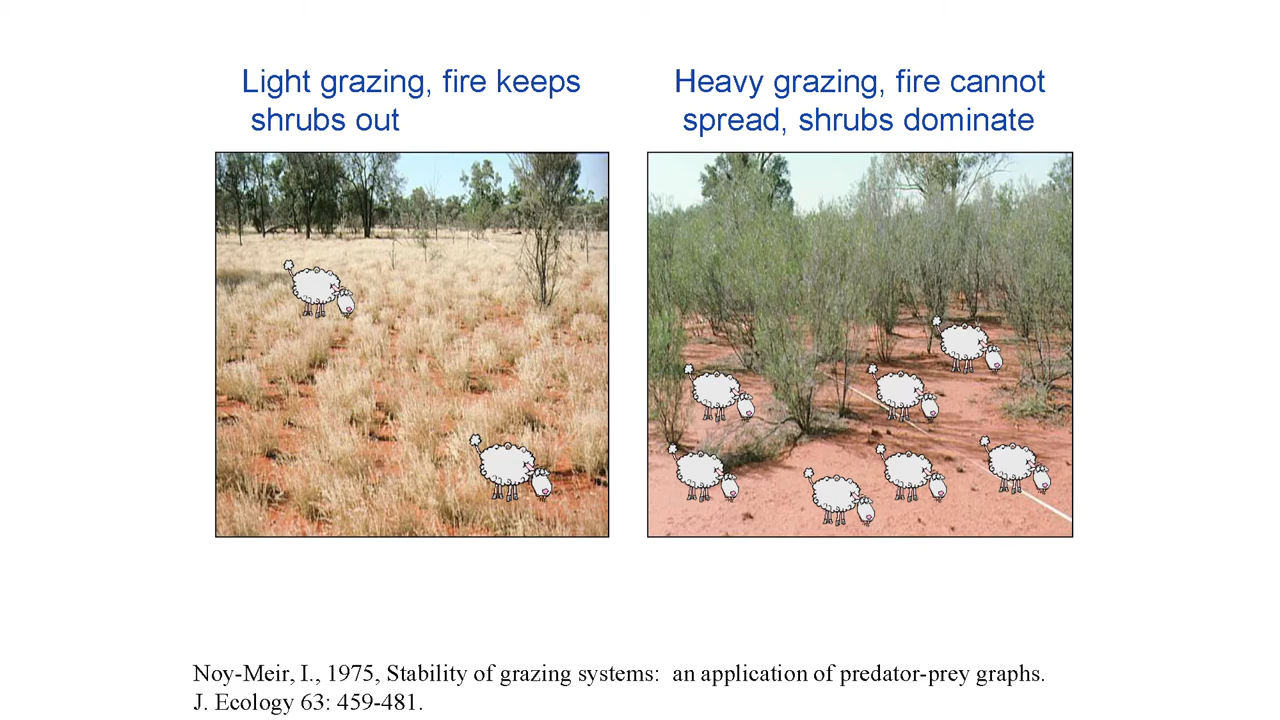 Light grazing, fire keeps
shrubs out
Heavy grazing, fire cannot
spread, shrubs dominate
Noy-Meir, I., 1975, Stability of grazing systems:  an application of predator-prey graphs.
J. Ecology 63: 459-481.